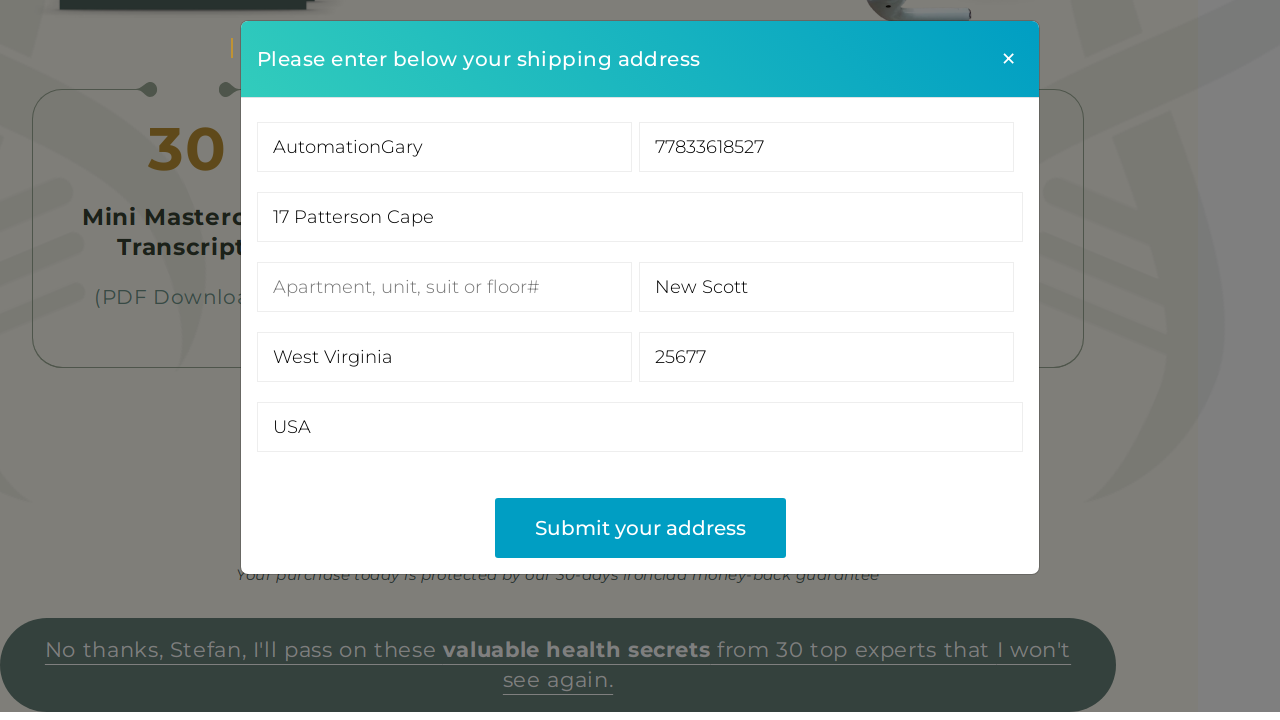 Please enter below your shipping address
×
AutomationGary
77833618527
17 Patterson Cape
Apartment, unit, suit or floor#
New Scott
West Virginia
25677
USA
Submit your address
30
Mini
Transcript
(PDF
Your purchase today is protected by our 30-days ironclad money-back guarantee
No thanks, Stefan, I'll pass on these valuable health secrets from 30 top experts that I won't
see again.